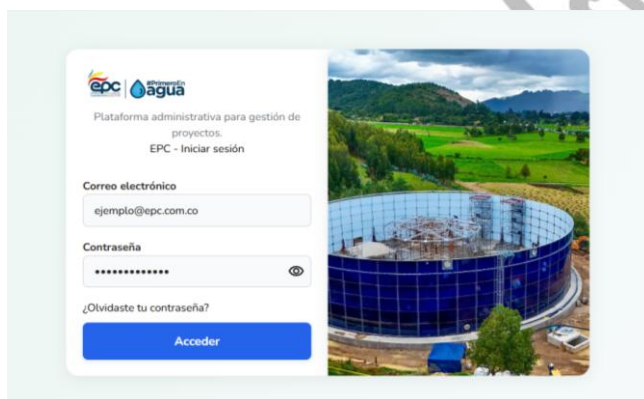 epc
#PrimeroEn
agua
Plataforma administrativa para gestión de
proyectos.
EPC - Iniciar sesión
Correo electrónico
ejemplo@epc.com.co
Contraseña
•••••••••••••
¿Olvidaste tu contraseña?
Acceder